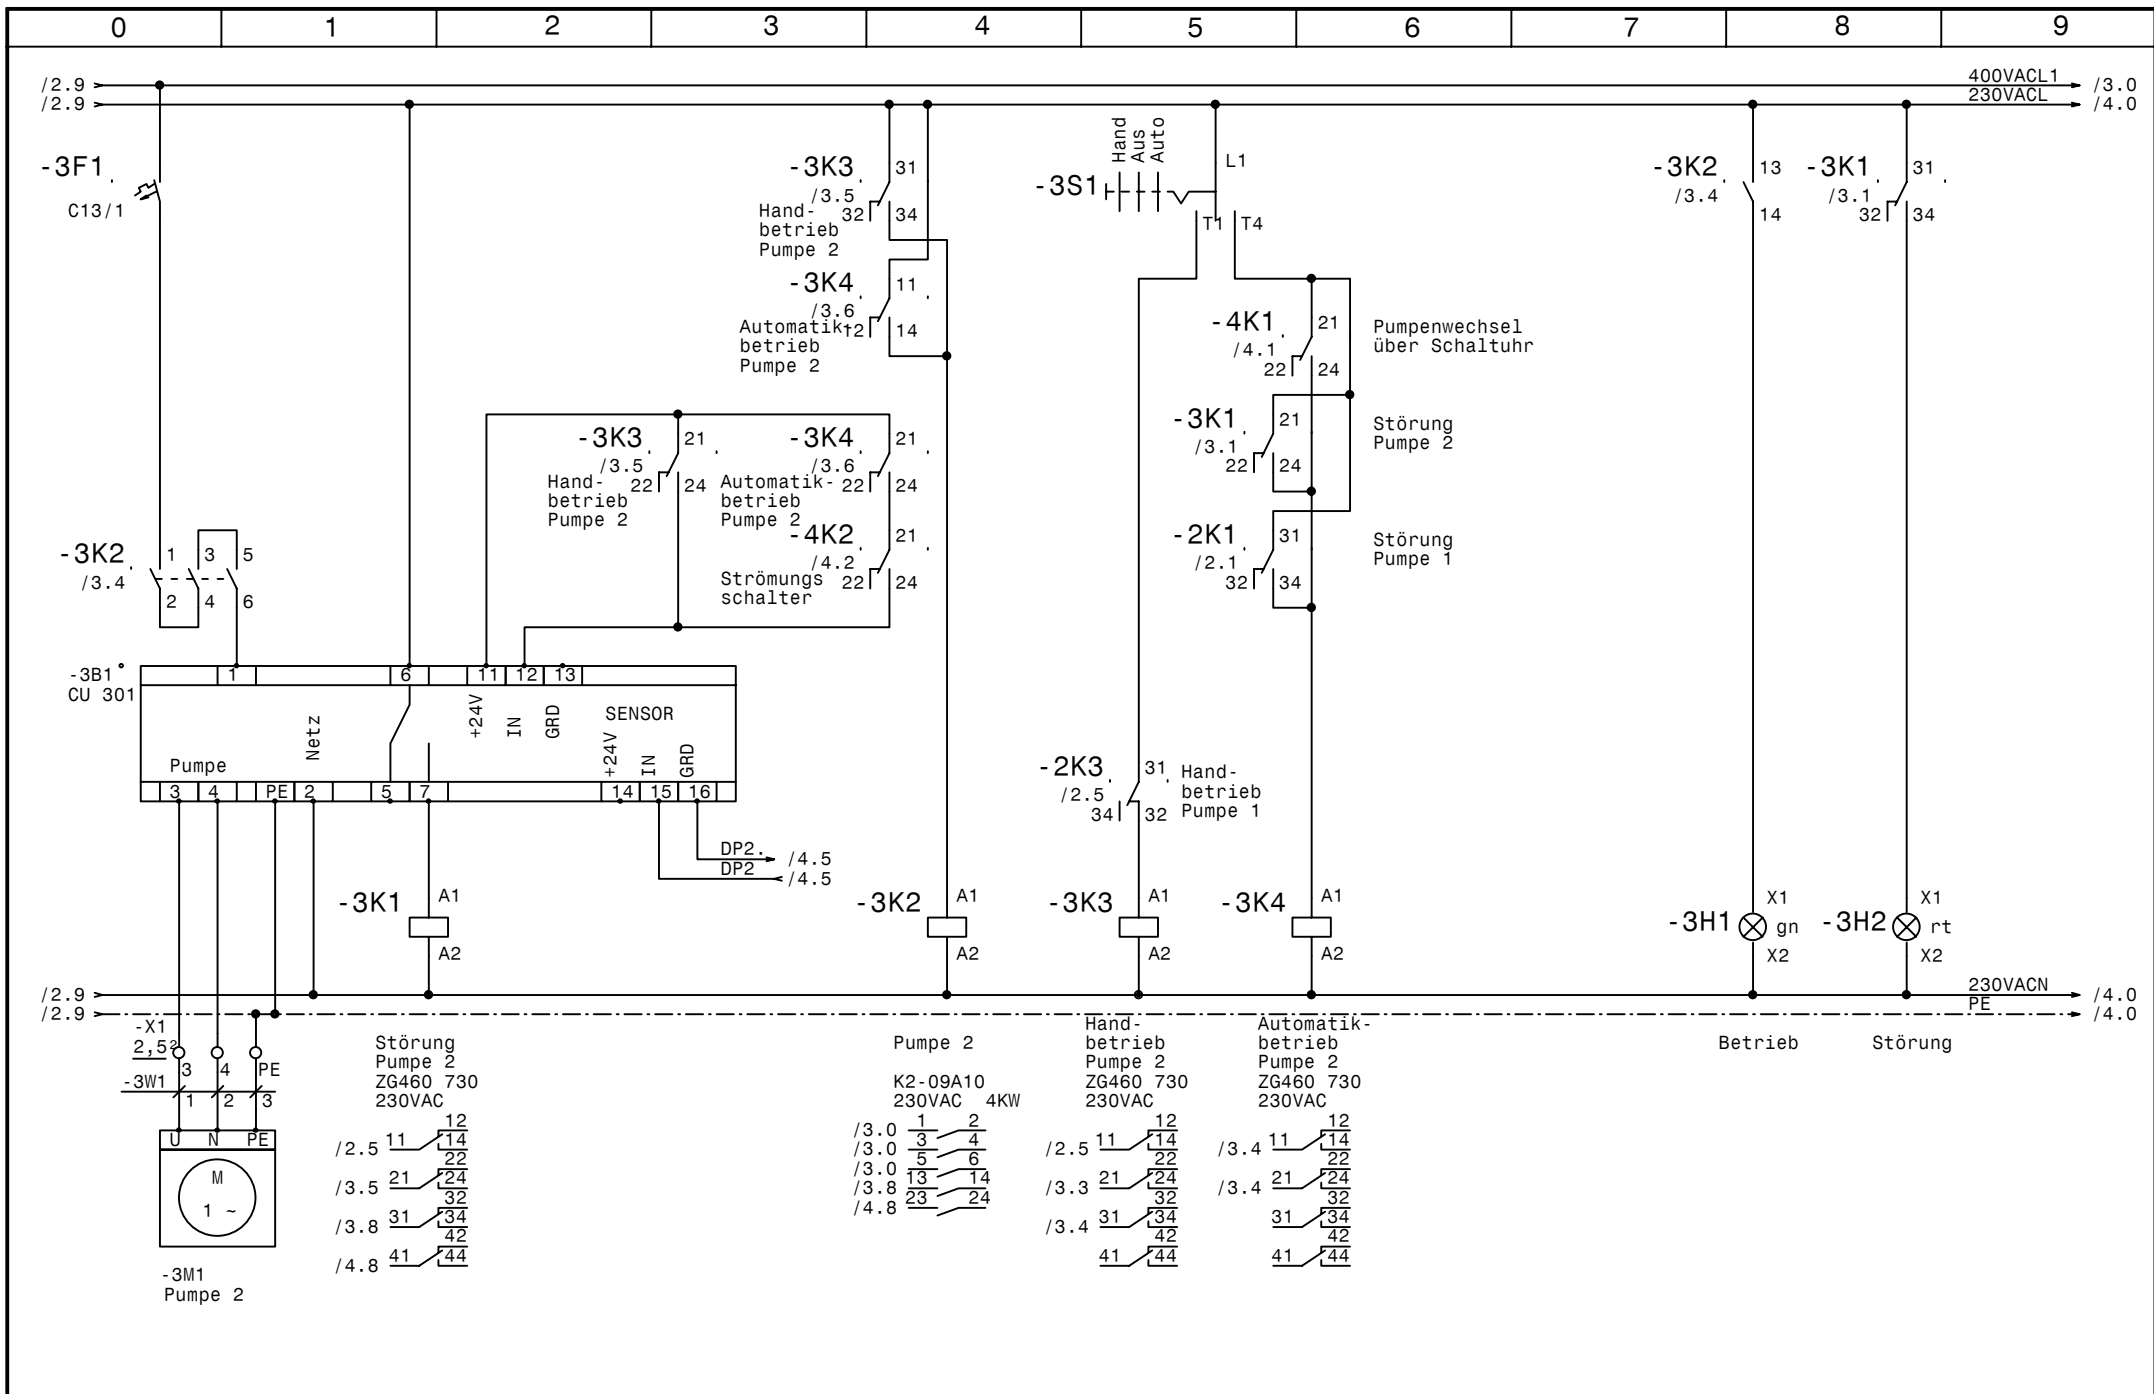 0 1 2 3 4 5 6 7 8 9
/2.9 400VACL1 /3.0
/2.9 230VACL /4.0
-3F1
C13/1
-3K3
/3.5
31
32 34
Hand-
betrieb
Pumpe 2
-3K4
/3.6
11
12 14
Automatik-
betrieb
Pumpe 2
Hand
Aus
Auto
-3S1
L1
T1 T4
-3K2
/3.4
13
14
-3K1
/3.1
31
32 34
-4K1
/4.1
21
22 24
Pumpenwechsel
über Schaltuhr
-3K3
/3.5
21
22 24
Hand-
betrieb
Pumpe 2
-3K4
/3.6
21
22 24
Automatik-
betrieb
Pumpe 2
-4K2
/4.2
21
22 24
Strömungs
schalter
-3K1
/3.1
21
22 24
Störung
Pumpe 2
-2K1
/2.1
31
32 34
Störung
Pumpe 1
-3K2
/3.4
1 3 5
2 4 6
-3B1
CU 301
1 6 11 12 13
Pumpe
Netz
+24V
IN
GRD
SENSOR
+24V
IN
GRD
3 4 PE 2 5 7 14 15 16
DP2. /4.5
DP2 /4.5
-2K3
/2.5
31
34 32
Hand-
betrieb
Pumpe 1
-3K1 A1
A2
-3K2 A1
A2
-3K3 A1
A2
-3K4 A1
A2
-3H1 X1
gn
X2
-3H2 X1
rt
X2
/2.9 230VACN /4.0
/2.9 PE /4.0
-X1
2,5²
3 4 PE
-3W1
1 2 3
U N PE
M
1 ~
-3M1
Pumpe 2
Störung
Pumpe 2
ZG460 730
230VAC
12
/2.5 11 14
22
/3.5 21 24
32
/3.8 31 34
42
/4.8 41 44
Pumpe 2
K2-09A10
230VAC 4KW
/3.0 1 2
/3.0 3 4
/3.0 5 6
/3.8 13 14
/4.8 23 24
Hand-
betrieb
Pumpe 2
ZG460 730
230VAC
12
/2.5 11 14
22
/3.3 21 24
32
/3.4 31 34
42
41 44
Automatik-
betrieb
Pumpe 2
ZG460 730
230VAC
12
/3.4 11 14
22
/3.4 21 24
32
31 34
42
41 44
Betrieb
Störung